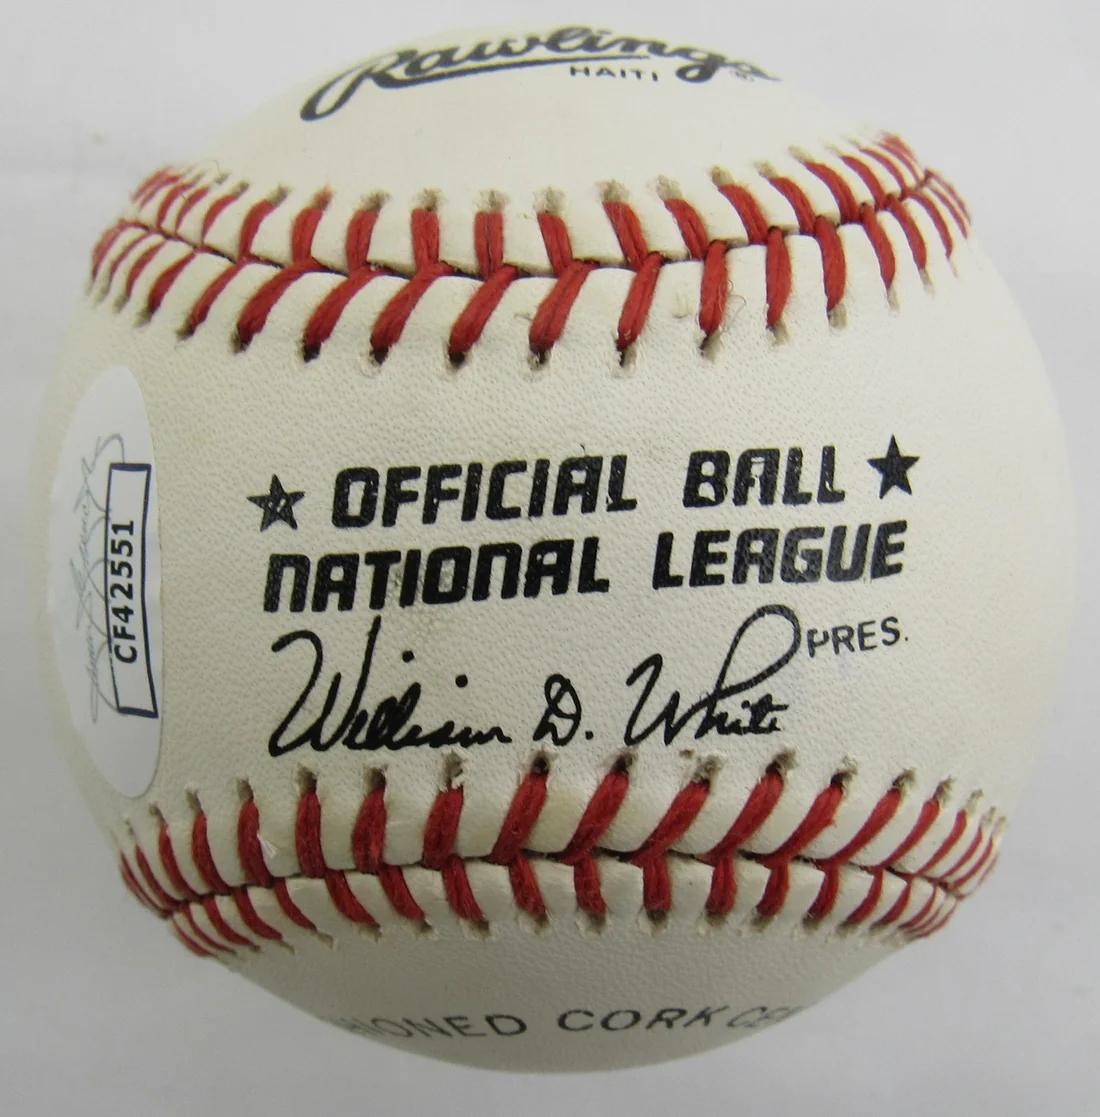 Rawlings
HAITI
★ OFFICIAL BALL ★
NATIONAL LEAGUE
PRES.
William D. White
CF42551
CORK